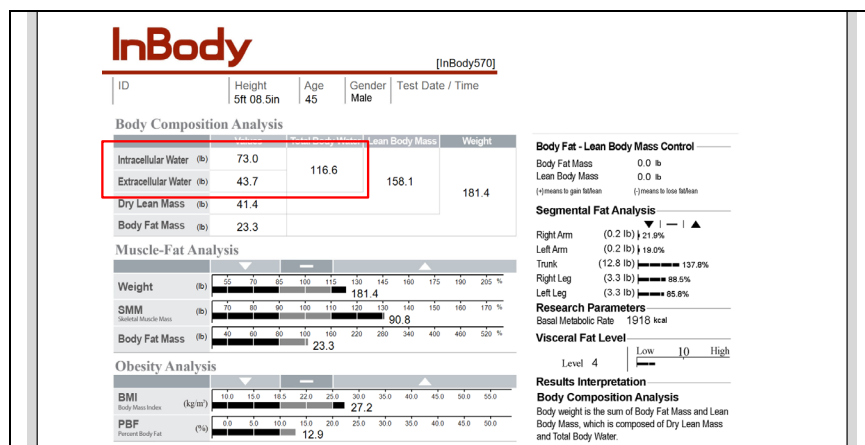 InBody
[InBody570]
ID Height Age Gender Test Date / Time
5ft 08.5in 45 Male
Body Composition Analysis
Values Total Body Water Lean Body Mass Weight
Intracellular Water (lb) 73.0
116.6
Extracellular Water (lb) 43.7
158.1
181.4
Dry Lean Mass (lb) 41.4
Body Fat Mass (lb) 23.3
Muscle-Fat Analysis
Weight (lb) 55 70 85 100 115 130 145 160 175 190 205 %
181.4
SMM (lb) 70 80 90 100 110 120 130 140 150 160 170 %
Skeletal Muscle Mass 90.8
Body Fat Mass (lb) 40 60 80 100 160 220 280 340 400 460 520 %
23.3
Obesity Analysis
BMI (kg/m²) 10.0 15.0 18.5 22.0 25.0 30.0 35.0 40.0 45.0 50.0 55.0
Body Mass Index 27.2
PBF (%) 0.0 5.0 10.0 15.0 20.0 25.0 30.0 35.0 40.0 45.0 50.0
Percent Body Fat 12.9
Body Fat - Lean Body Mass Control
Body Fat Mass 0.0 lb
Lean Body Mass 0.0 lb
(+)means to gain fat/lean (-)means to lose fat/lean
Segmental Fat Analysis
Right Arm (0.2 lb) 21.9%
Left Arm (0.2 lb) 19.0%
Trunk (12.8 lb) 137.8%
Right Leg (3.3 lb) 88.5%
Left Leg (3.3 lb) 85.8%
Research Parameters
Basal Metabolic Rate 1918 kcal
Visceral Fat Level
Low 10 High
Level 4
Results Interpretation
Body Composition Analysis
Body weight is the sum of Body Fat Mass and Lean
Body Mass, which is composed of Dry Lean Mass
and Total Body Water.